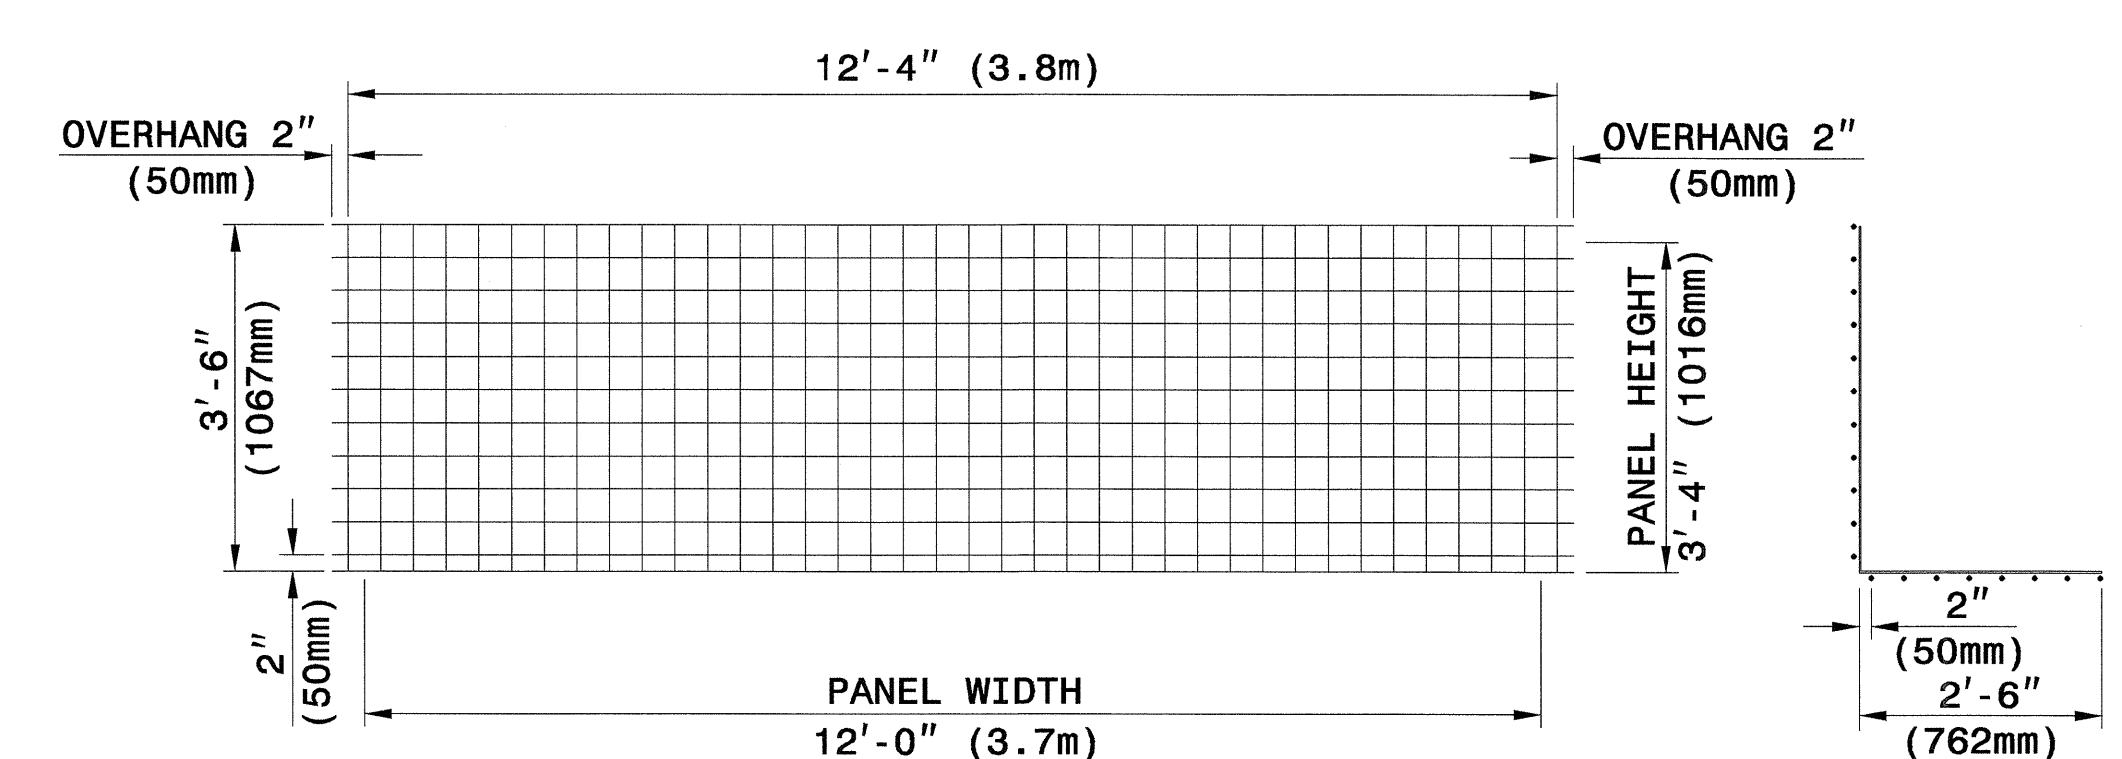 12'-4" (3.8m)
OVERHANG 2"
(50mm)
OVERHANG 2"
(50mm)
3'-6"
(1067mm)
PANEL HEIGHT
3'-4" (1016mm)
2"
(50mm)
PANEL WIDTH
12'-0" (3.7m)
2"
(50mm)
2'-6"
(762mm)